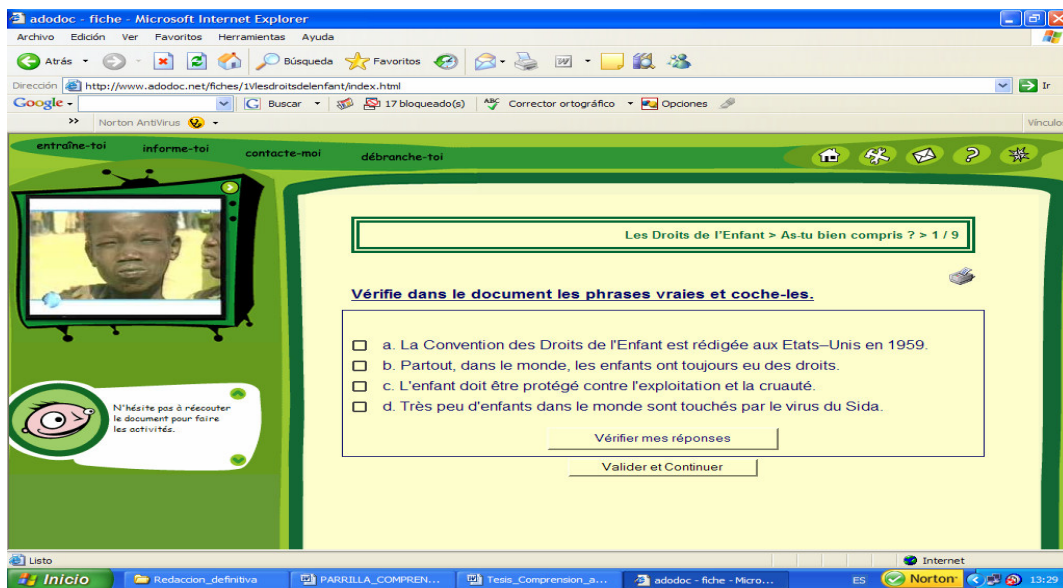 adodoc - fiche - Microsoft Internet Explorer
Archivo Edición Ver Favoritos Herramientas Ayuda
Atrás Búsqueda Favoritos
Dirección http://www.adodoc.net/fiches/1Vlesdroitsdelenfant/index.html Ir
Google Buscar 17 bloqueado(s) ABC Corrector ortográfico Opciones
>> Norton AntiVirus Vínculo
entraîne-toi informe-toi contacte-moi débranche-toi
Les Droits de l'Enfant > As-tu bien compris ? > 1 / 9
Vérifie dans le document les phrases vraies et coche-les.
a. La Convention des Droits de l'Enfant est rédigée aux Etats–Unis en 1959.
b. Partout, dans le monde, les enfants ont toujours eu des droits.
c. L'enfant doit être protégé contre l'exploitation et la cruauté.
d. Très peu d'enfants dans le monde sont touchés par le virus du Sida.
Vérifier mes réponses
Valider et Continuer
N'hésite pas à réecouter
le document pour faire
les activités.
Listo Internet
Inicio Redaccion_definitiva PARRILLA_COMPREN... Tesis_Comprension_a... adodoc - fiche - Micro... ES Norton 13:29